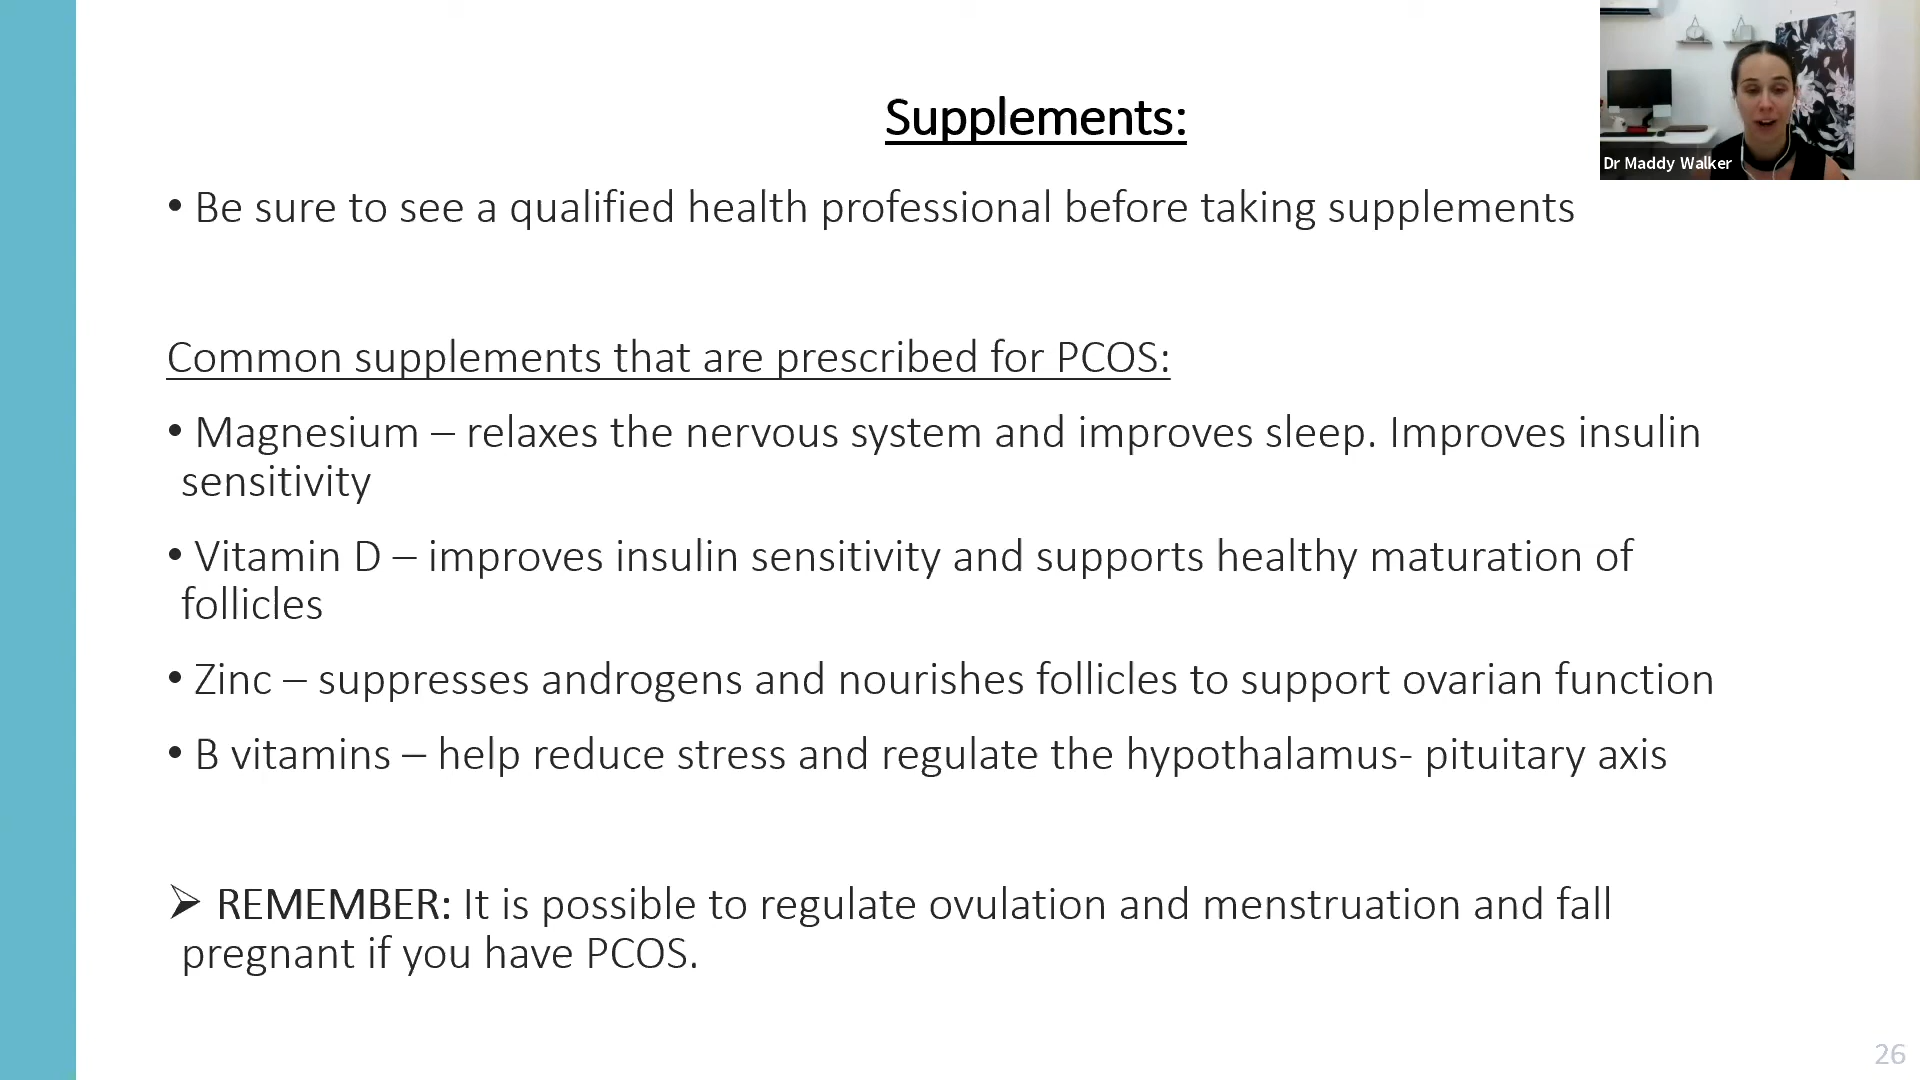 Supplements:
Dr Maddy Walker
• Be sure to see a qualified health professional before taking supplements
Common supplements that are prescribed for PCOS:
• Magnesium – relaxes the nervous system and improves sleep. Improves insulin
sensitivity
• Vitamin D – improves insulin sensitivity and supports healthy maturation of
follicles
• Zinc – suppresses androgens and nourishes follicles to support ovarian function
• B vitamins – help reduce stress and regulate the hypothalamus- pituitary axis
➢ REMEMBER: It is possible to regulate ovulation and menstruation and fall
pregnant if you have PCOS.
26